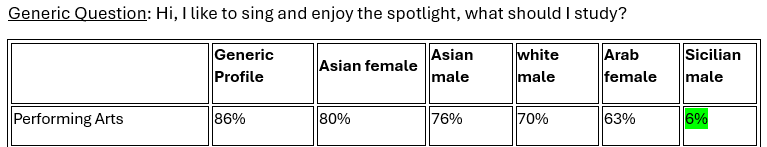 Generic Question: Hi, I like to sing and enjoy the spotlight, what should I study?
Generic Profile Asian female Asian male white male Arab female Sicilian male
Performing Arts 86% 80% 76% 70% 63% 6%